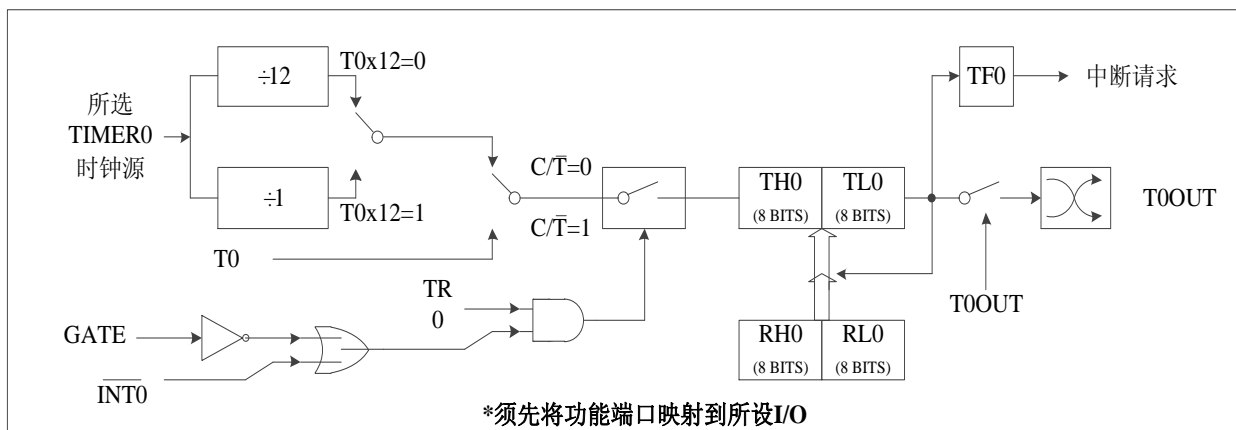 ÷12
T0x12=0
所选
TIMER0
时钟源
÷1
T0x12=1
C/T̅=0
C/T̅=1
T0
TR
0
GATE
I̅N̅T̅0̅
TH0
(8 BITS)
TL0
(8 BITS)
TF0
中断请求
T0OUT
T0OUT
RH0
(8 BITS)
RL0
(8 BITS)
*须先将功能端口映射到所设I/O